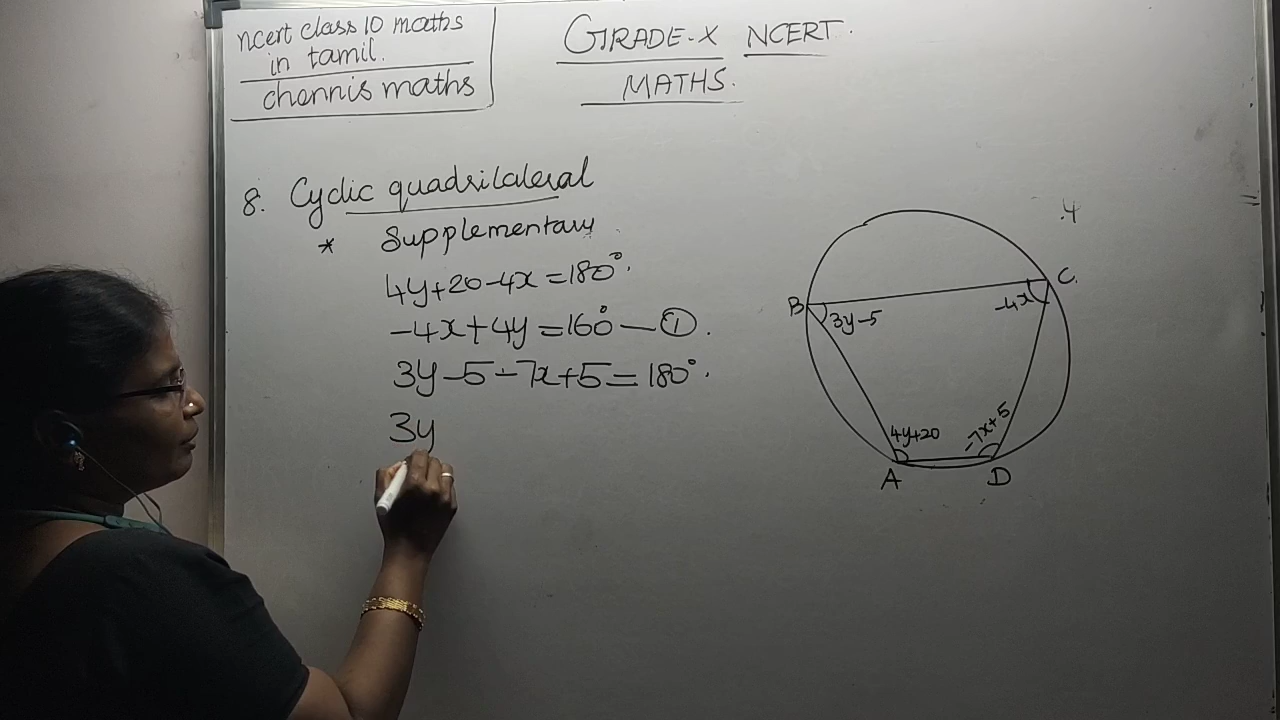 ncert class 10 maths
in tamil.
chennis maths
GRADE-X NCERT.
MATHS.
8. Cyclic quadrilateral
* Supplementary
4y+20-4x=180°.
-4x+4y=160° — ①.
3y-5-7x+5=180°.
3y
B
C
3y-5
-4x
4y+20
-7x+5
A
D